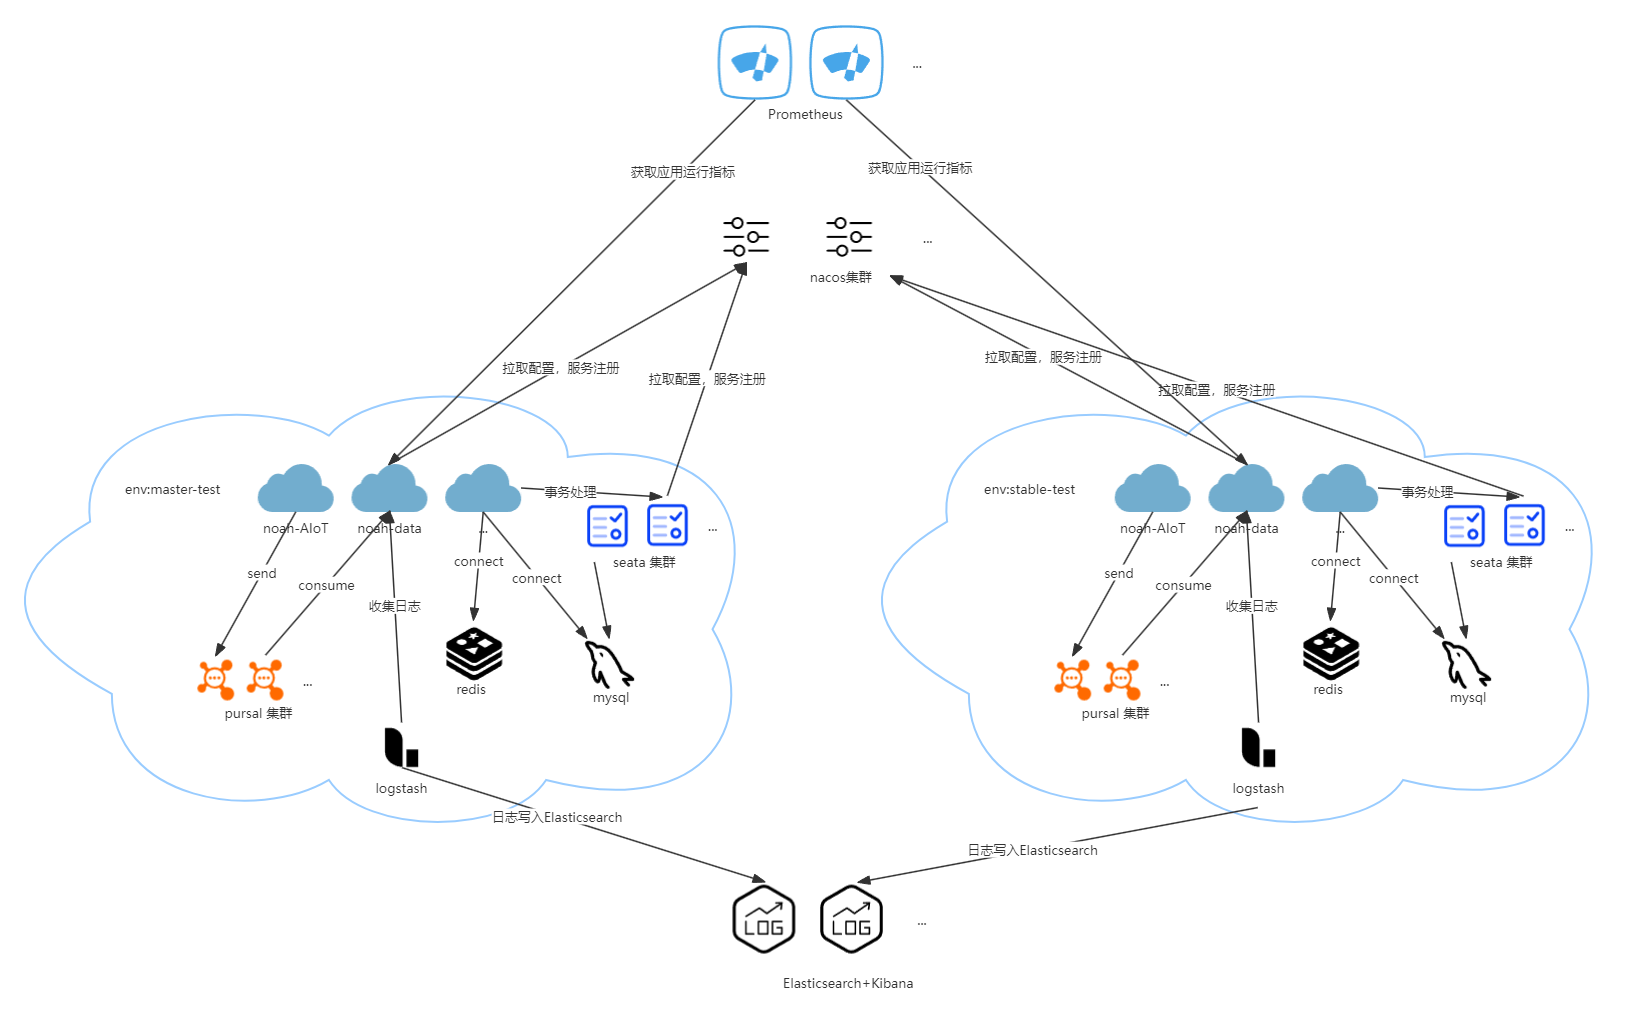 ...
Prometheus
获取应用运行指标
获取应用运行指标
...
nacos集群
拉取配置，服务注册
拉取配置，服务注册
拉取配置，服务注册
拉取配置，服务注册
env:master-test
noah-AIoT
noah-data
...
事务处理
...
seata 集群
send
consume
收集日志
connect
connect
...
pursal 集群
redis
mysql
logstash
日志写入Elasticsearch
env:stable-test
noah-AIoT
noah-data
...
事务处理
...
seata 集群
send
consume
收集日志
connect
connect
...
pursal 集群
redis
mysql
logstash
日志写入Elasticsearch
LOG
LOG
...
Elasticsearch+Kibana